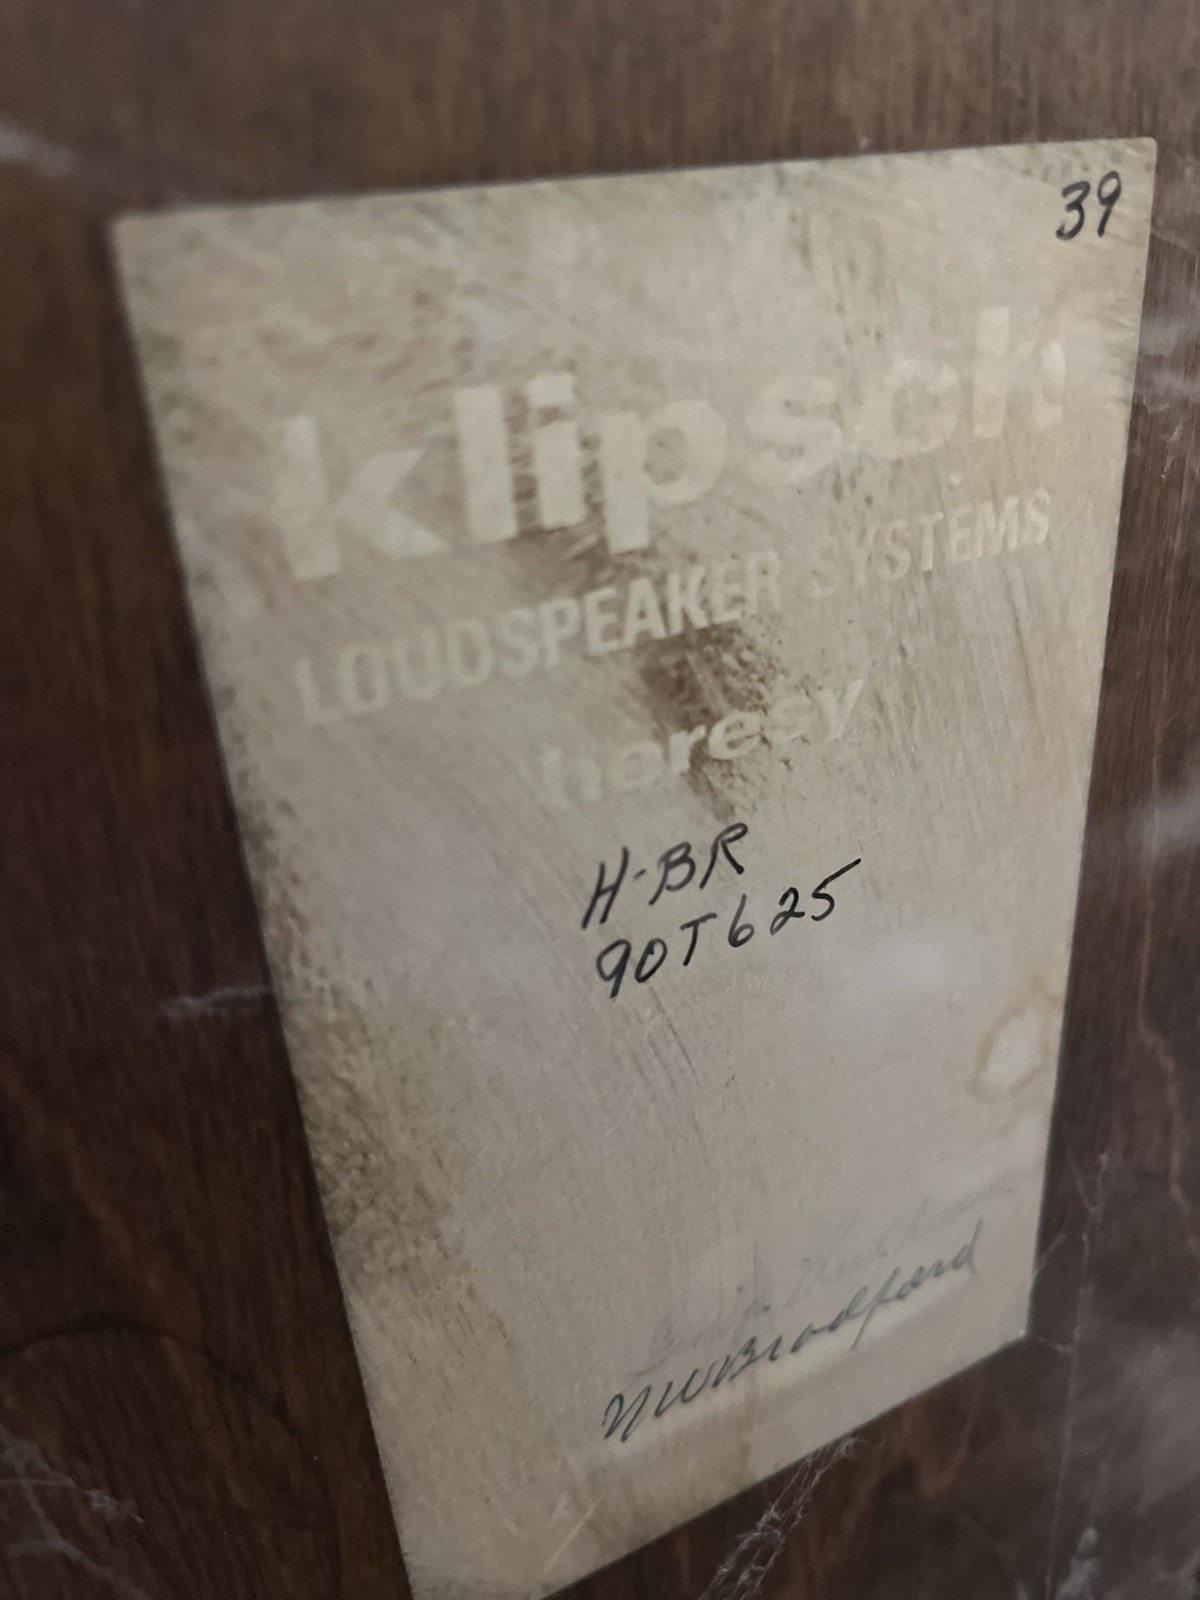 39
klipsch
LOUDSPEAKER SYSTEMS
heresy
H-BR
90T625
NWBradford